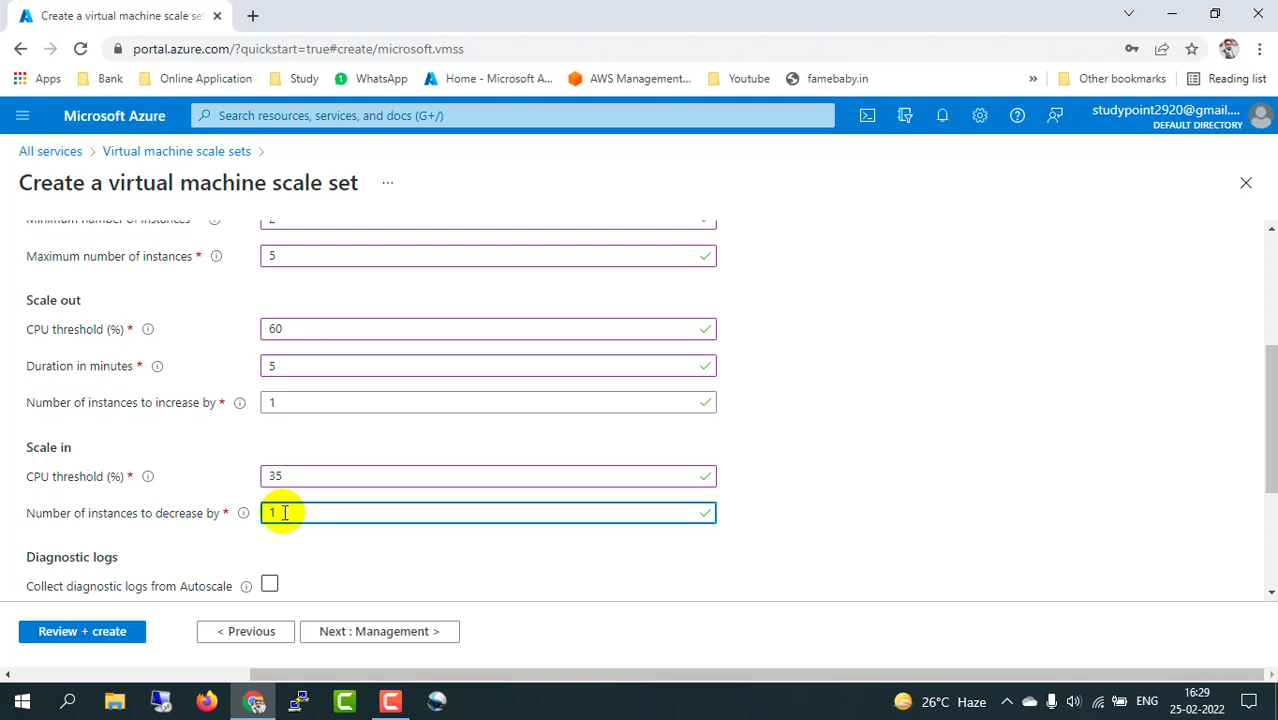 Create a virtual machine scale set
portal.azure.com/?quickstart=true#create/microsoft.vmss
Apps Bank Online Application Study WhatsApp Home - Microsoft A... AWS Management... Youtube famebaby.in » Other bookmarks Reading list
Microsoft Azure Search resources, services, and docs (G+/) studypoint2920@gmail....
DEFAULT DIRECTORY
All services > Virtual machine scale sets >
Create a virtual machine scale set ...
Minimum number of instances 2
Maximum number of instances * 5
Scale out
CPU threshold (%) * 60
Duration in minutes * 5
Number of instances to increase by * 1
Scale in
CPU threshold (%) * 35
Number of instances to decrease by * 1
Diagnostic logs
Collect diagnostic logs from Autoscale
Review + create < Previous Next : Management >
26°C Haze ENG 16:29
25-02-2022